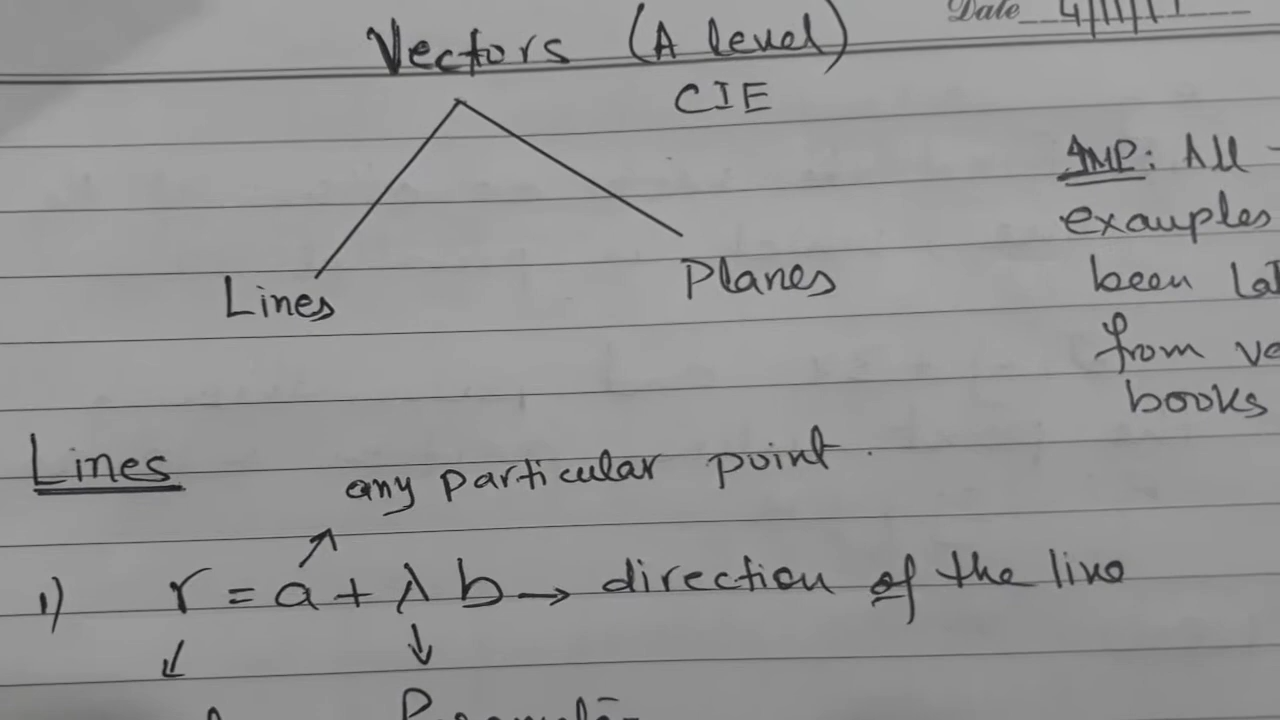 Date 4/11/1
Vectors (A level)
CIE
IMP: All
examples
been
from
books
Lines
Planes
Lines
any particular point.
1) r = a + λ b → direction of the line